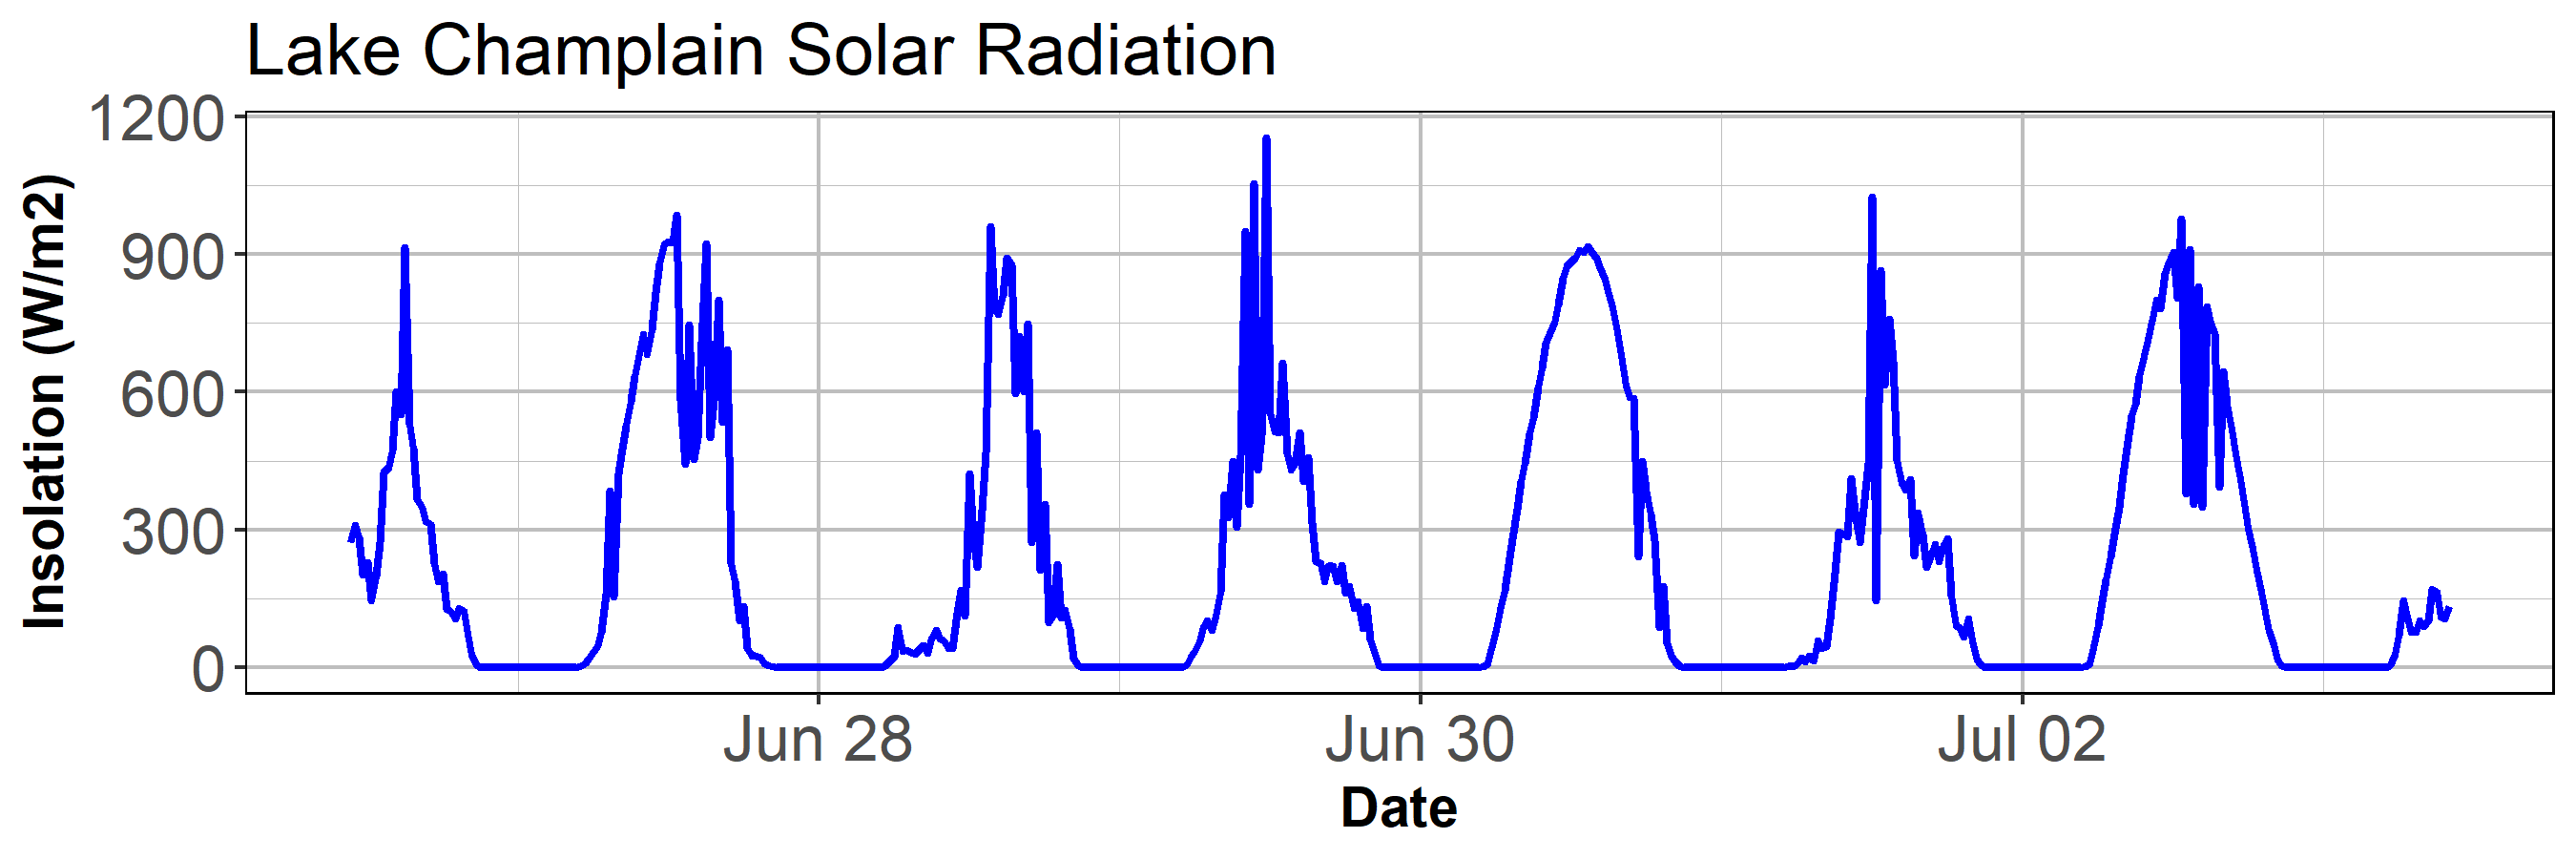 Lake Champlain Solar Radiation
1200
900
600
300
0
Insolation (W/m2)
Jun 28
Jun 30
Jul 02
Date